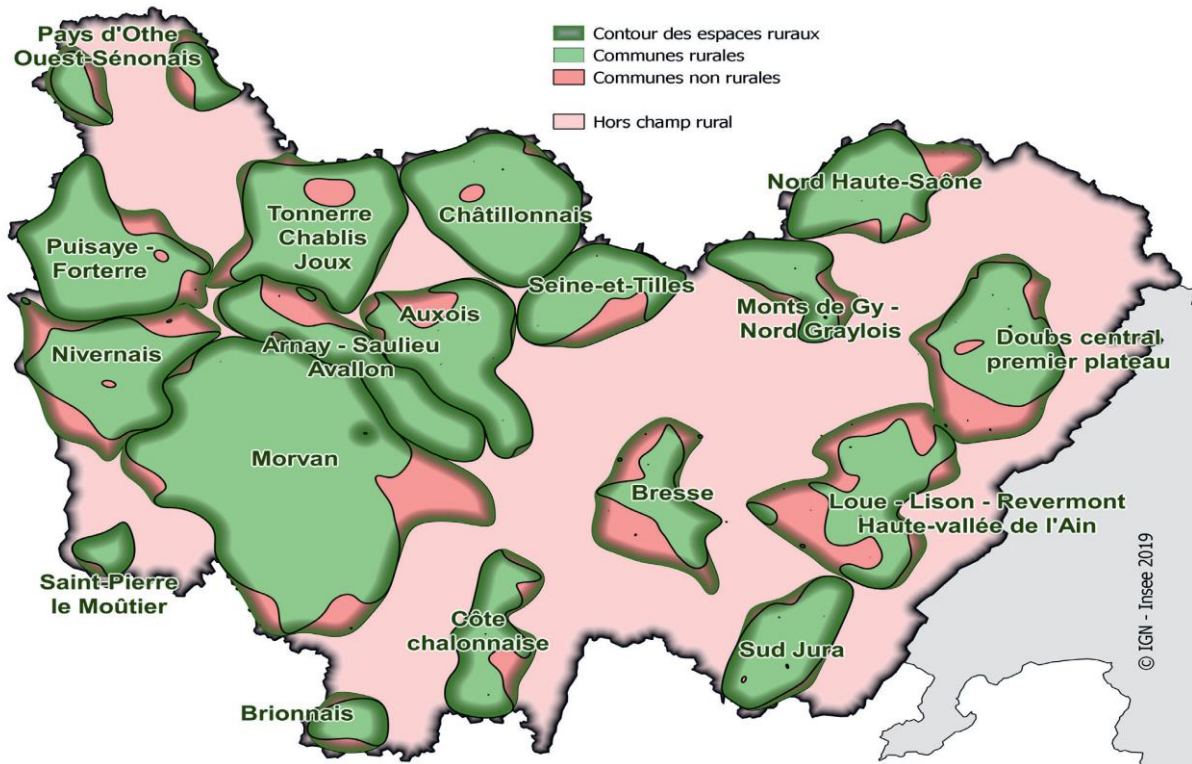 Pays d'Othe
Ouest-Sénonais
Contour des espaces ruraux
Communes rurales
Communes non rurales
Hors champ rural
Nord Haute-Saône
Tonnerre
Chablis
Joux
Châtillonnais
Puisaye -
Forterre
Seine-et-Tilles
Auxois
Monts de Gy -
Nord Graylois
Doubs central
premier plateau
Nivernais
Arnay - Saulieu
Avallon
Morvan
Bresse
Loue - Lison - Revermont
Haute-vallée de l'Ain
Saint-Pierre
le Moûtier
Côte
chalonnaise
Sud Jura
Brionnais
© IGN - Insee 2019